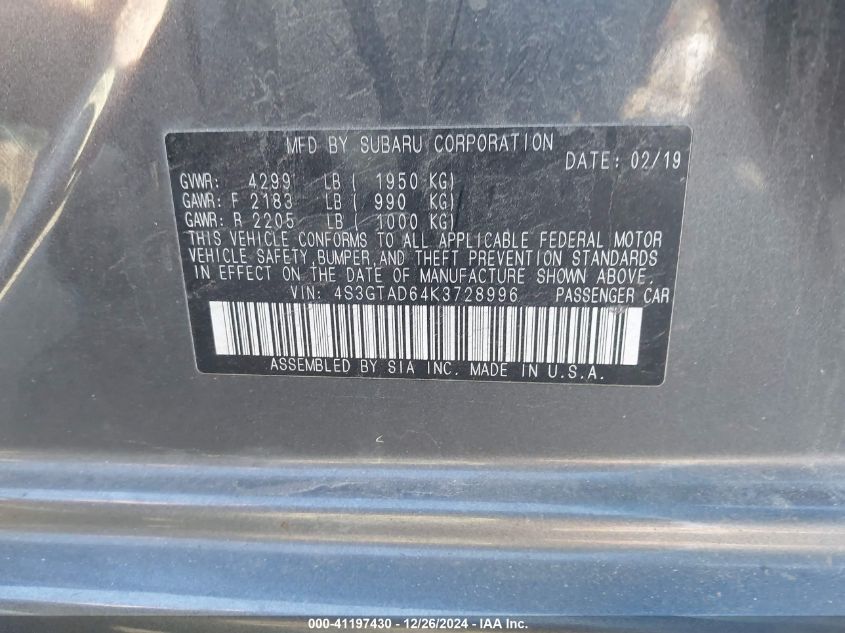 MFD BY SUBARU CORPORATION
DATE: 02/19
GVWR: 4299 LB ( 1950 KG)
GAWR: F 2183 LB ( 990 KG)
GAWR: R 2205 LB ( 1000 KG)
THIS VEHICLE CONFORMS TO ALL APPLICABLE FEDERAL MOTOR
VEHICLE SAFETY, BUMPER, AND THEFT PREVENTION STANDARDS
IN EFFECT ON THE DATE OF MANUFACTURE SHOWN ABOVE.
VIN: 4S3GTAD64K3728996 PASSENGER CAR
ASSEMBLED BY SIA INC. MADE IN U.S.A.
000-41197430 - 12/26/2024 - IAA Inc.